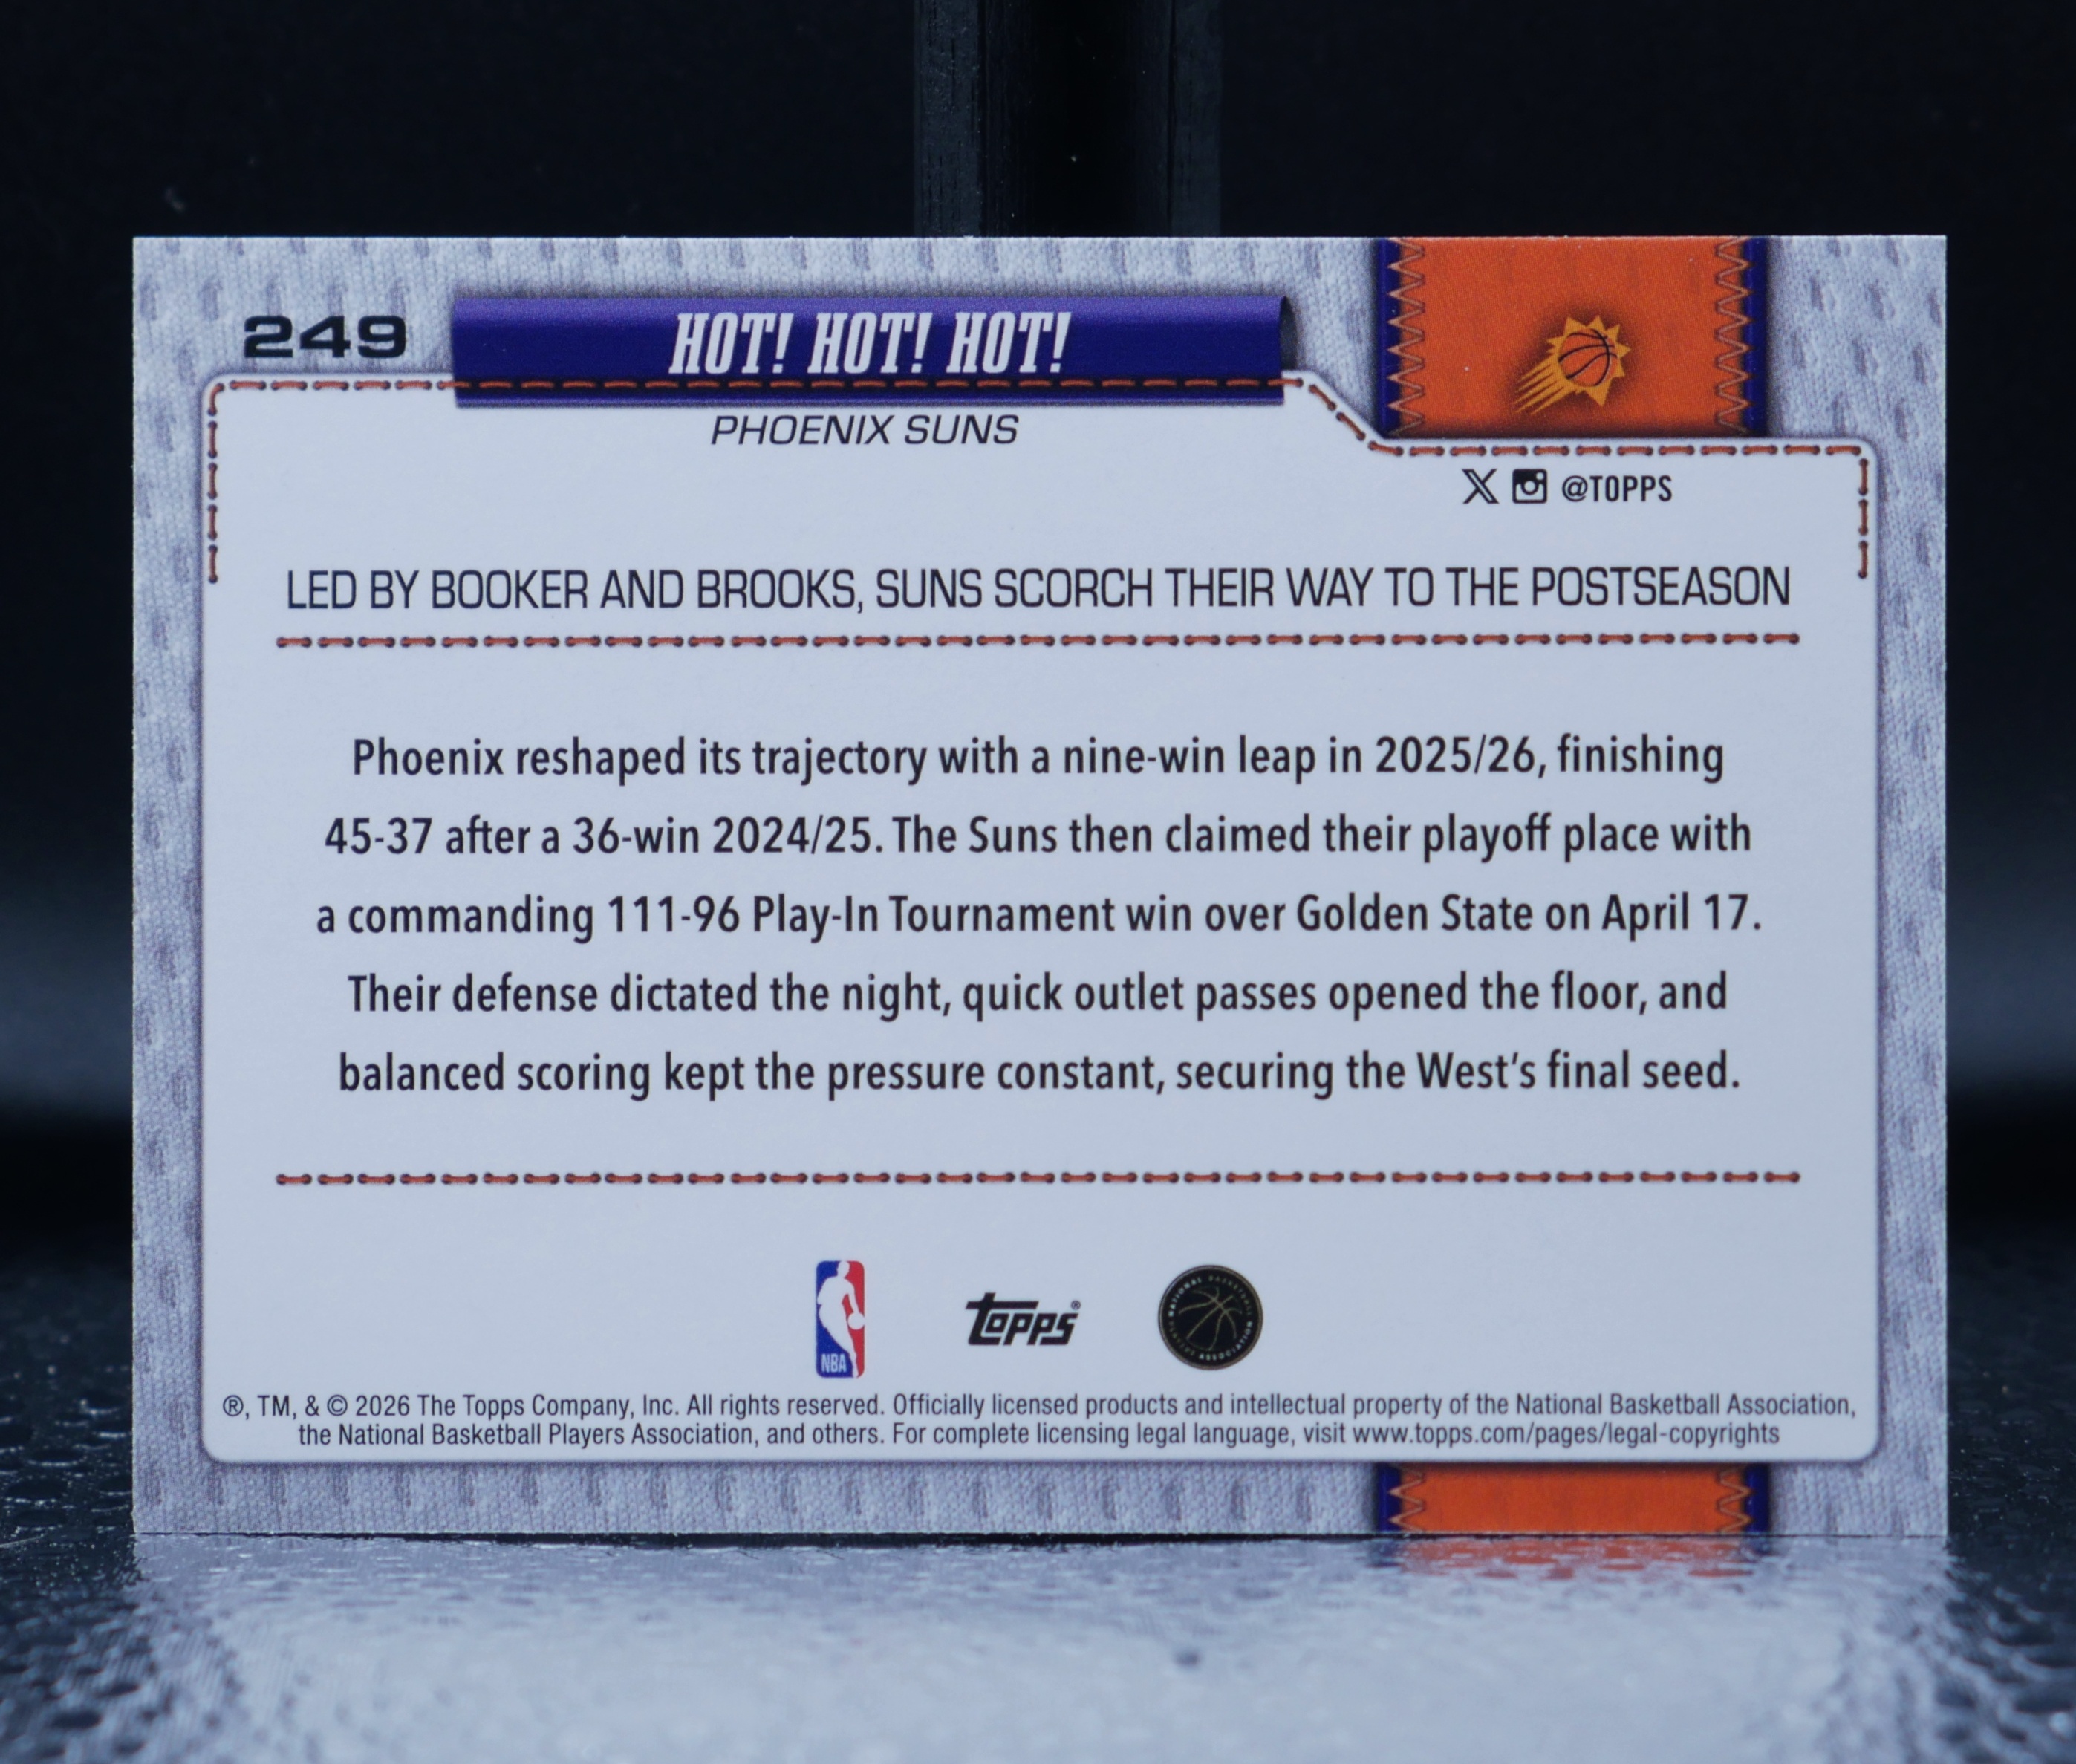 249
HOT! HOT! HOT!
PHOENIX SUNS
X @TOPPS
LED BY BOOKER AND BROOKS, SUNS SCORCH THEIR WAY TO THE POSTSEASON
Phoenix reshaped its trajectory with a nine-win leap in 2025/26, finishing
45-37 after a 36-win 2024/25. The Suns then claimed their playoff place with
a commanding 111-96 Play-In Tournament win over Golden State on April 17.
Their defense dictated the night, quick outlet passes opened the floor, and
balanced scoring kept the pressure constant, securing the West's final seed.
NBA
topps®
NATIONAL BASKETBALL PLAYERS ASSOCIATION
®, TM, & © 2026 The Topps Company, Inc. All rights reserved. Officially licensed products and intellectual property of the National Basketball Association,
the National Basketball Players Association, and others. For complete licensing legal language, visit www.topps.com/pages/legal-copyrights